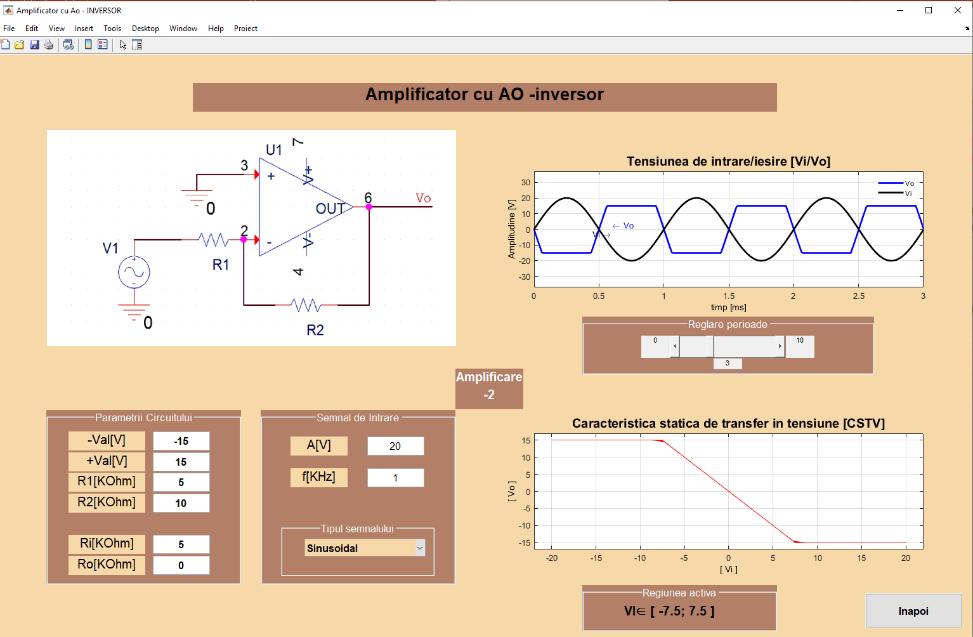 Amplificator cu Ao - INVERSOR
File Edit View Insert Tools Desktop Window Help Proiect
Amplificator cu AO -inversor
U1
7
3
+
V+
0
OUT
6
Vo
2
-
V-
4
V1
R1
0
R2
Tensiunea de intrare/iesire [Vi/Vo]
Amplitudine [V]
30
20
10
0
-10
-20
-30
Vo
Vi
← Vo
0 0.5 1 1.5 2 2.5 3
timp [ms]
Reglare perioade
0
10
3
Amplificare
-2
Parametrii Circuitului
-Val[V] -15
+Val[V] 15
R1[KOhm] 5
R2[KOhm] 10
Ri[KOhm] 5
Ro[KOhm] 0
Semnal de Intrare
A[V] 20
f[KHz] 1
Tipul semnalului
Sinusoidal
Caracteristica statica de transfer in tensiune [CSTV]
[ Vo ]
15
10
5
0
-5
-10
-15
-20 -15 -10 -5 0 5 10 15 20
[ Vi ]
Regiunea activa
VI∈ [ -7.5; 7.5 ]
Inapoi